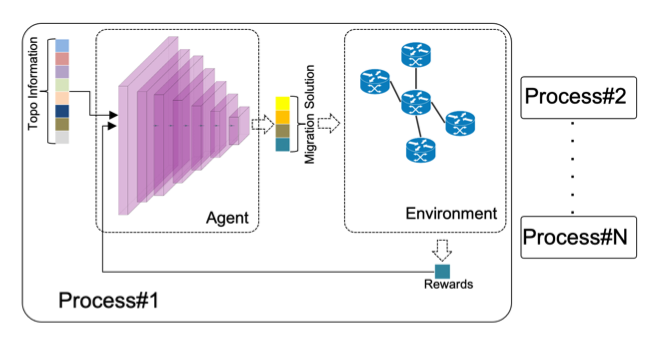 Topo Information
Agent
Migration Solution
Environment
Rewards
Process#1
Process#2
Process#N